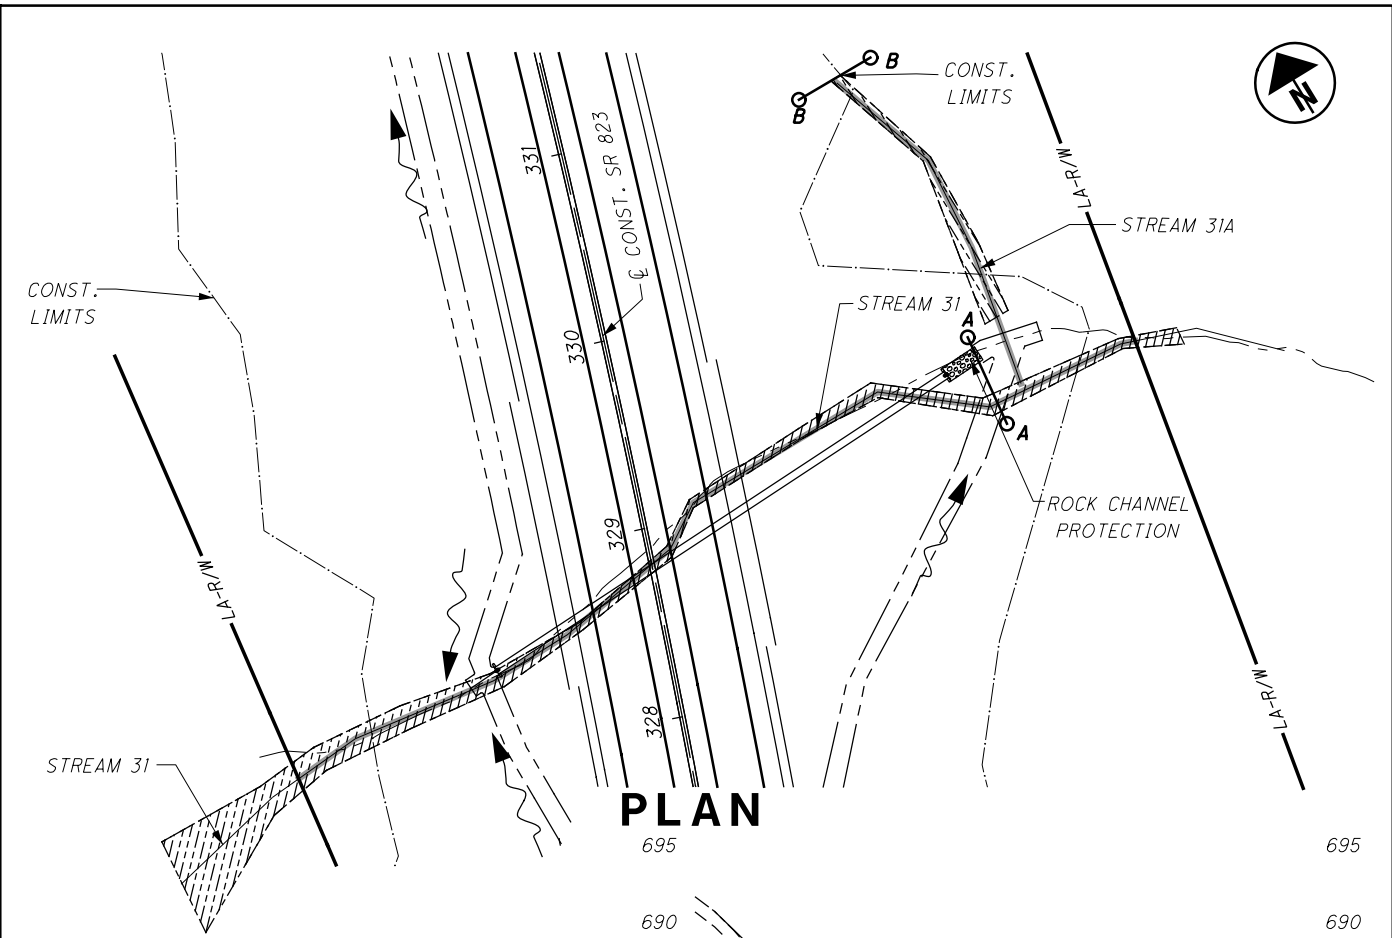 B
CONST.
LIMITS
B
N
331
℄ CONST. SR 823
LA-R/W
STREAM 31A
CONST.
LIMITS
STREAM 31
A
330
A
ROCK CHANNEL
PROTECTION
329
LA-R/W
LA-R/W
328
STREAM 31
PLAN
695
695
690
690